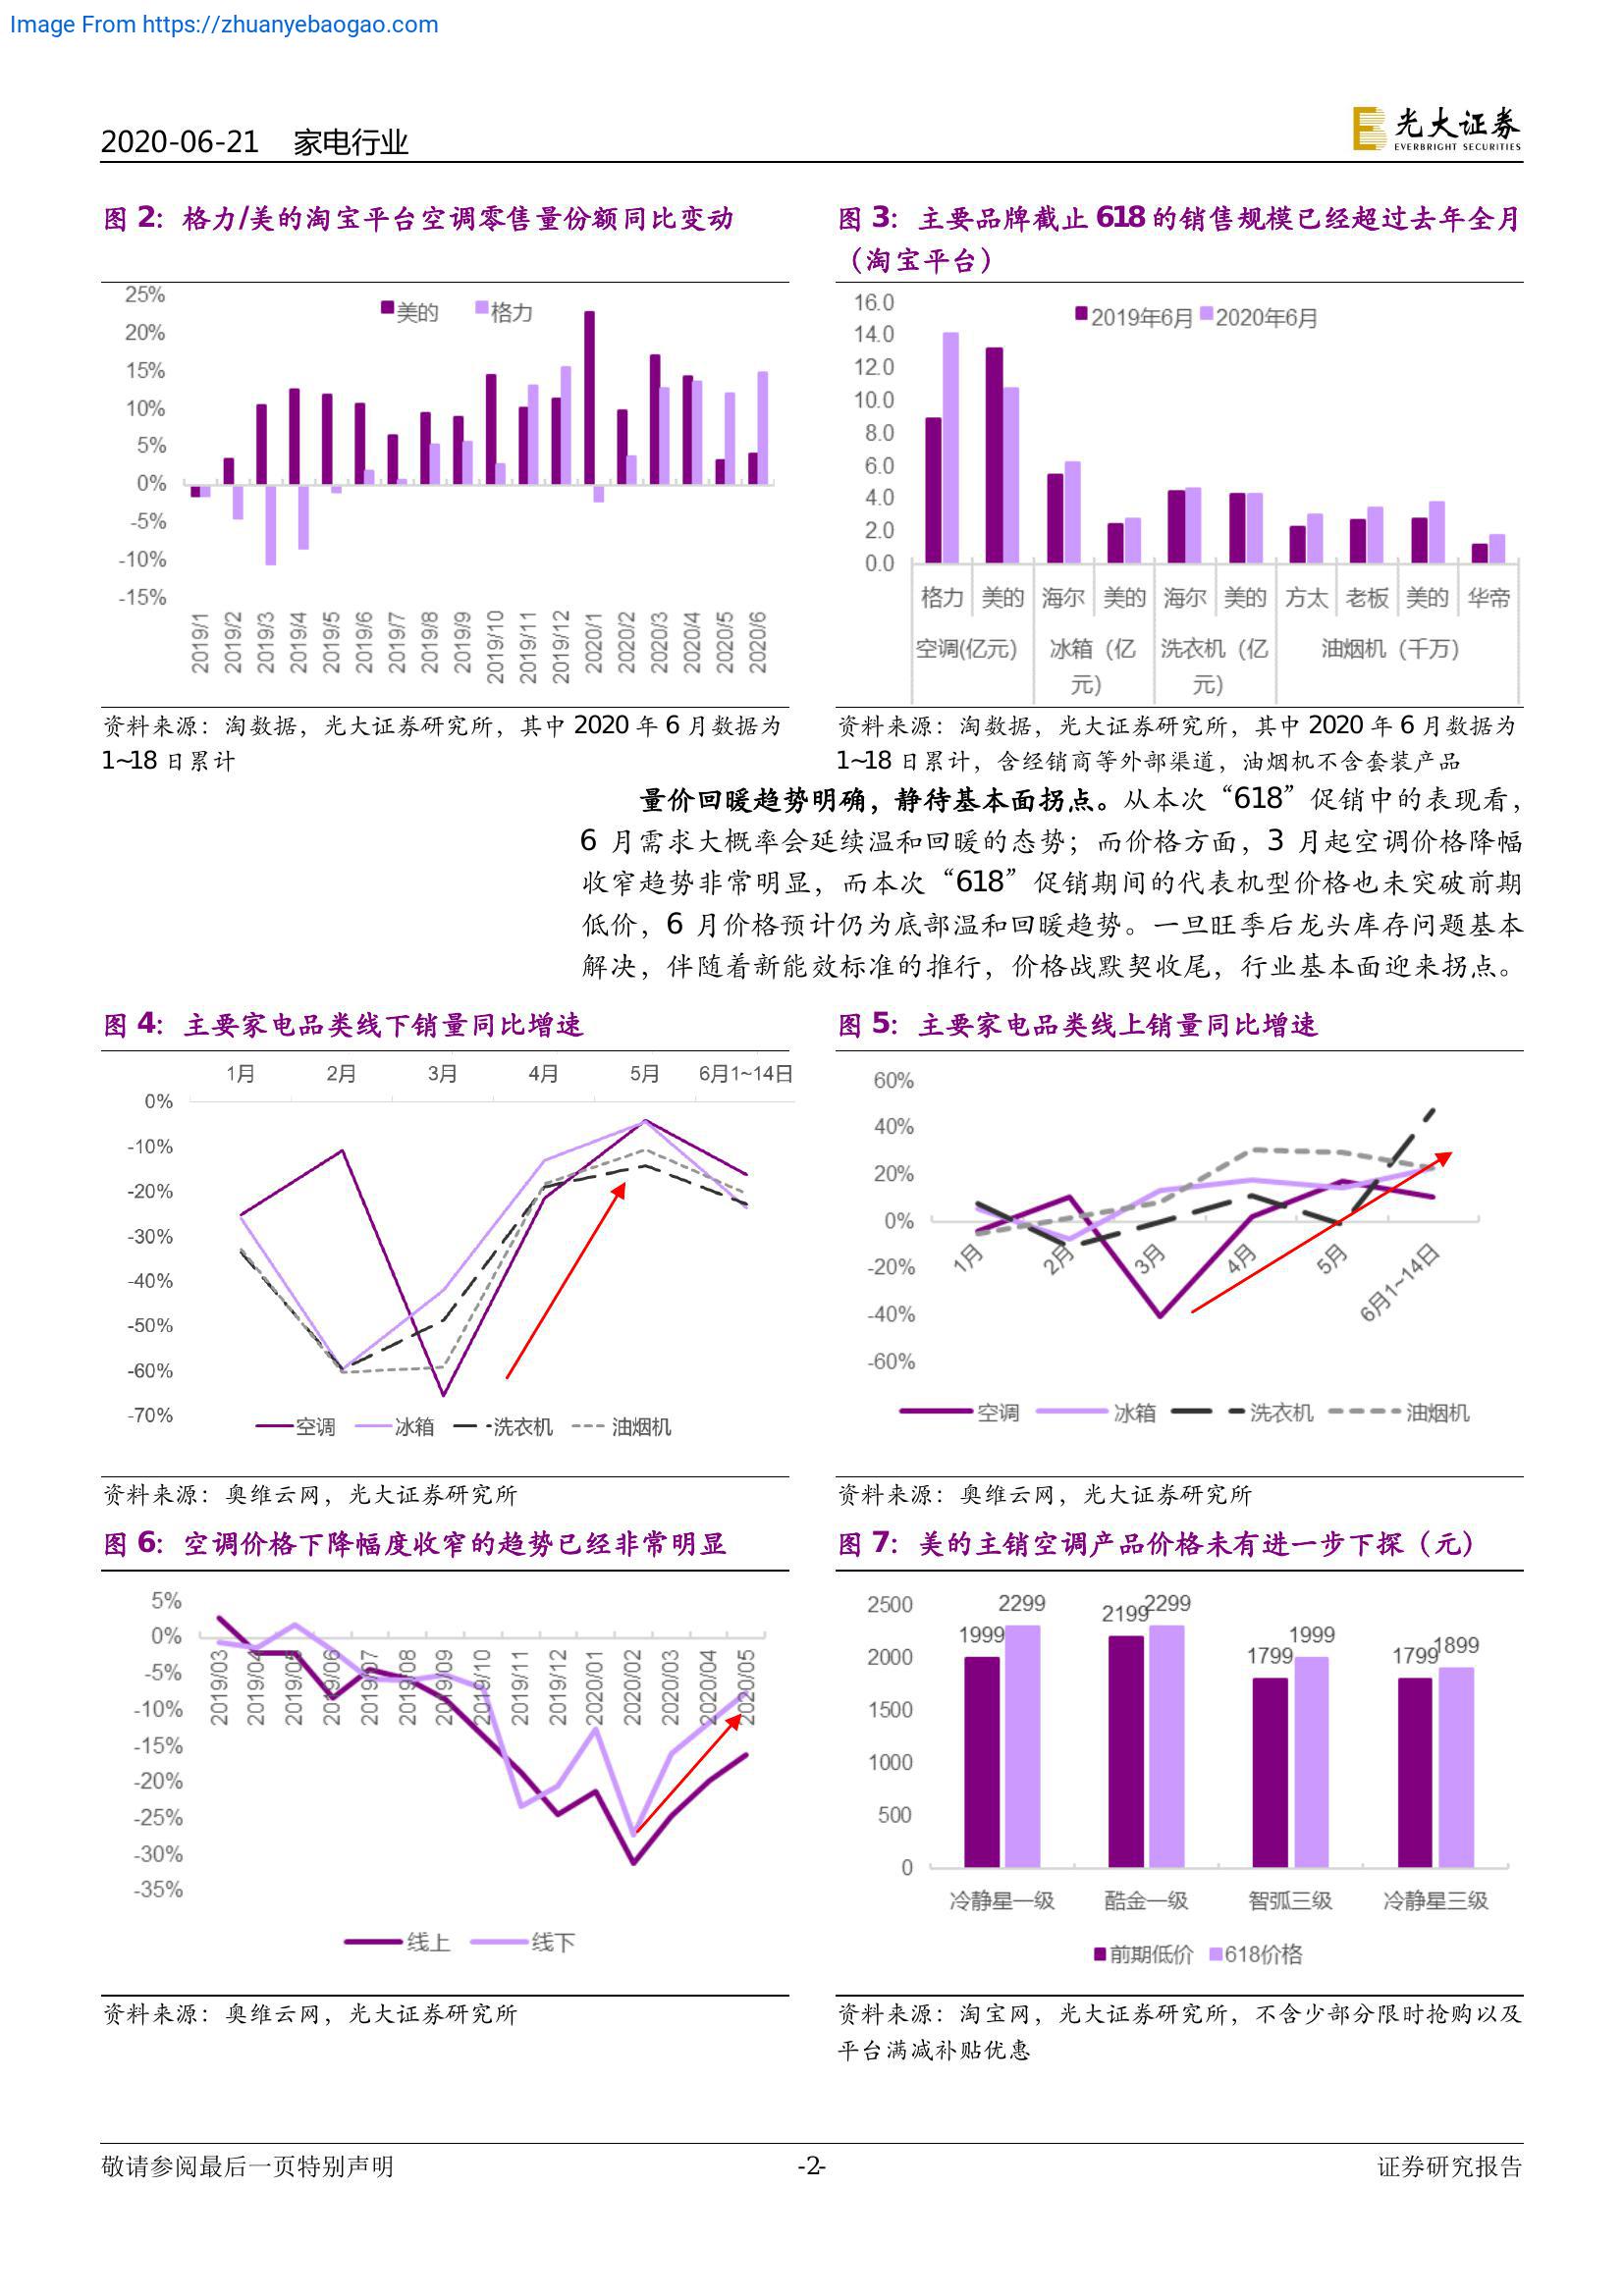 Image From https://zhuanyebaogao.com
2020-06-21 家电行业
光大证券
EVERBRIGHT SECURITIES
图 2：格力/美的淘宝平台空调零售量份额同比变动
25%
20%
15%
10%
5%
0%
-5%
-10%
-15%
美的 格力
2019/1 2019/2 2019/3 2019/4 2019/5 2019/6 2019/7 2019/8 2019/9 2019/10 2019/11 2019/12 2020/1 2020/2 2020/3 2020/4 2020/5 2020/6
资料来源：淘数据，光大证券研究所，其中 2020 年 6 月数据为
1~18 日累计
图 3：主要品牌截止 618 的销售规模已经超过去年全月
（淘宝平台）
16.0
14.0
12.0
10.0
8.0
6.0
4.0
2.0
0.0
2019年6月 2020年6月
格力 美的 海尔 美的 海尔 美的 方太 老板 美的 华帝
空调(亿元) 冰箱（亿 洗衣机（亿 油烟机（千万）
元) 元)
资料来源：淘数据，光大证券研究所，其中 2020 年 6 月数据为
1~18 日累计，含经销商等外部渠道，油烟机不含套装产品
量价回暖趋势明确，静待基本面拐点。从本次“618”促销中的表现看，
6 月需求大概率会延续温和回暖的态势；而价格方面，3 月起空调价格降幅
收窄趋势非常明显，而本次“618”促销期间的代表机型价格也未突破前期
低价，6 月价格预计仍为底部温和回暖趋势。一旦旺季后龙头库存问题基本
解决，伴随着新能效标准的推行，价格战默契收尾，行业基本面迎来拐点。
图 4：主要家电品类线下销量同比增速
1月 2月 3月 4月 5月 6月1~14日
0%
-10%
-20%
-30%
-40%
-50%
-60%
-70%
空调 冰箱 洗衣机 油烟机
资料来源：奥维云网，光大证券研究所
图 5：主要家电品类线上销量同比增速
60%
40%
20%
0%
-20%
-40%
-60%
1月 2月 3月 4月 5月 6月1~14日
空调 冰箱 洗衣机 油烟机
资料来源：奥维云网，光大证券研究所
图 6：空调价格下降幅度收窄的趋势已经非常明显
5%
0%
-5%
-10%
-15%
-20%
-25%
-30%
-35%
2019/03 2019/04 2019/05 2019/06 2019/07 2019/08 2019/09 2019/10 2019/11 2019/12 2020/01 2020/02 2020/03 2020/04 2020/05
线上 线下
资料来源：奥维云网，光大证券研究所
图 7：美的主销空调产品价格未有进一步下探（元）
2500
2000
1500
1000
500
0
1999 2299 2199 2299 1799 1999 1799 1899
冷静星一级 酷金一级 智弧三级 冷静星三级
前期低价 618价格
资料来源：淘宝网，光大证券研究所，不含少部分限时抢购以及
平台满减补贴优惠
敬请参阅最后一页特别声明 -2- 证券研究报告